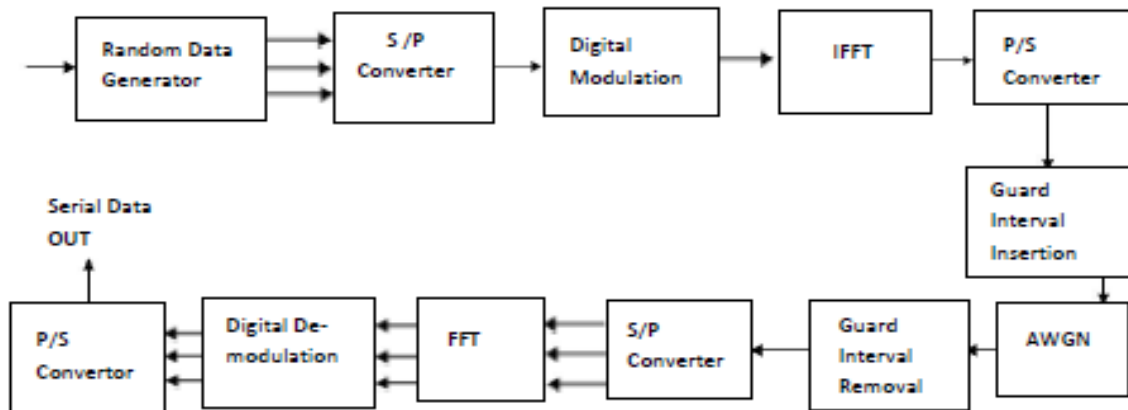 Random Data
Generator
S /P
Converter
Digital
Modulation
IFFT
P/S
Converter
Guard
Interval
Insertion
AWGN
Guard
Interval
Removal
S/P
Converter
FFT
Digital De-
modulation
P/S
Convertor
Serial Data
OUT